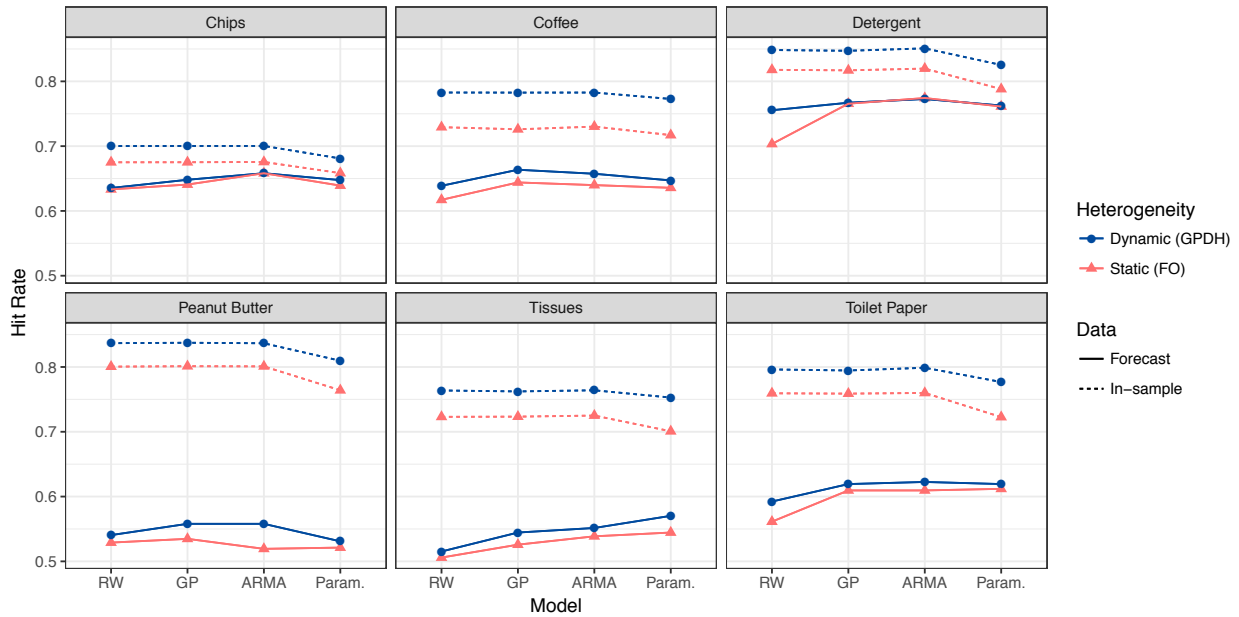 Chips
Coffee
Detergent
0.8
0.7
0.6
0.5
Peanut Butter
Tissues
Toilet Paper
0.8
0.7
0.6
0.5
RW GP ARMA Param.
RW GP ARMA Param.
RW GP ARMA Param.
Model
Hit Rate
Heterogeneity
Dynamic (GPDH)
Static (FO)
Data
Forecast
In-sample